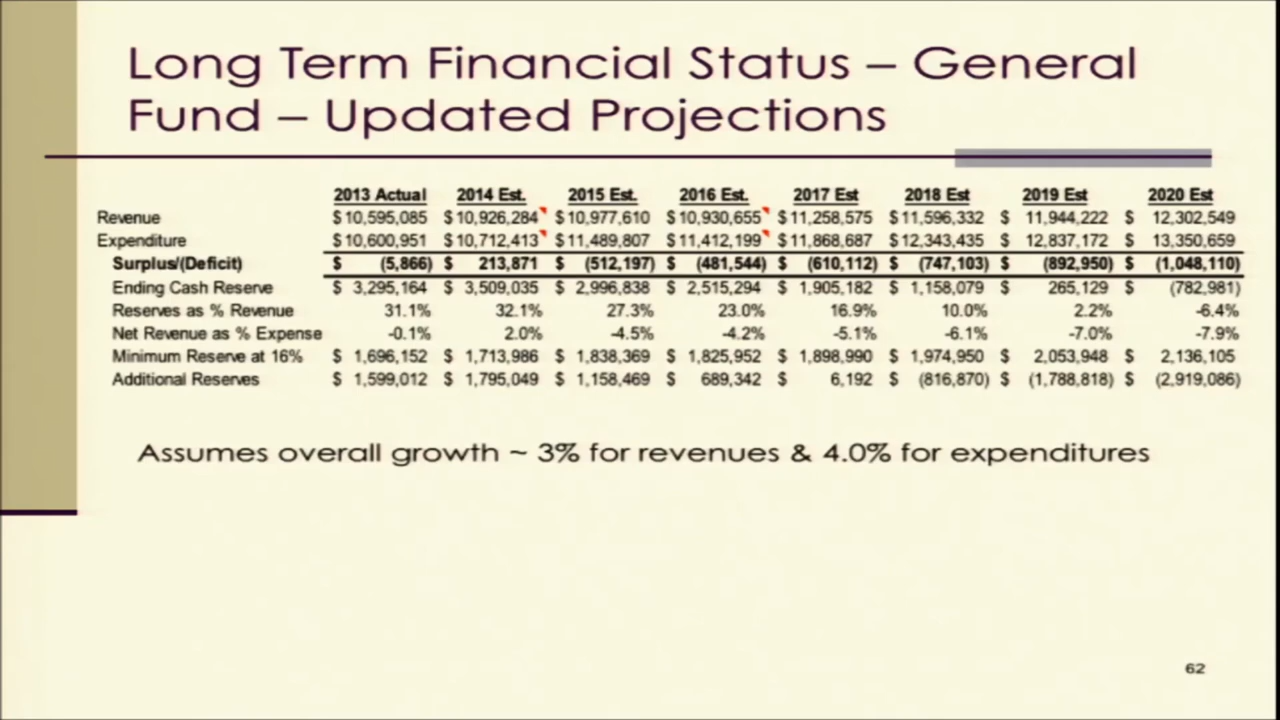 Long Term Financial Status – General
Fund – Updated Projections
2013 Actual 2014 Est. 2015 Est. 2016 Est. 2017 Est 2018 Est 2019 Est 2020 Est
Revenue $ 10,595,085 $ 10,926,284 $ 10,977,610 $ 10,930,655 $ 11,258,575 $ 11,596,332 $ 11,944,222 $ 12,302,549
Expenditure $ 10,600,951 $ 10,712,413 $ 11,489,807 $ 11,412,199 $ 11,868,687 $ 12,343,435 $ 12,837,172 $ 13,350,659
Surplus/(Deficit) $ (5,866) $ 213,871 $ (512,197) $ (481,544) $ (610,112) $ (747,103) $ (892,950) $ (1,048,110)
Ending Cash Reserve $ 3,295,164 $ 3,509,035 $ 2,996,838 $ 2,515,294 $ 1,905,182 $ 1,158,079 $ 265,129 $ (782,981)
Reserves as % Revenue 31.1% 32.1% 27.3% 23.0% 16.9% 10.0% 2.2% -6.4%
Net Revenue as % Expense -0.1% 2.0% -4.5% -4.2% -5.1% -6.1% -7.0% -7.9%
Minimum Reserve at 16% $ 1,696,152 $ 1,713,986 $ 1,838,369 $ 1,825,952 $ 1,898,990 $ 1,974,950 $ 2,053,948 $ 2,136,105
Additional Reserves $ 1,599,012 $ 1,795,049 $ 1,158,469 $ 689,342 $ 6,192 $ (816,870) $ (1,788,818) $ (2,919,086)
Assumes overall growth ~ 3% for revenues & 4.0% for expenditures
62